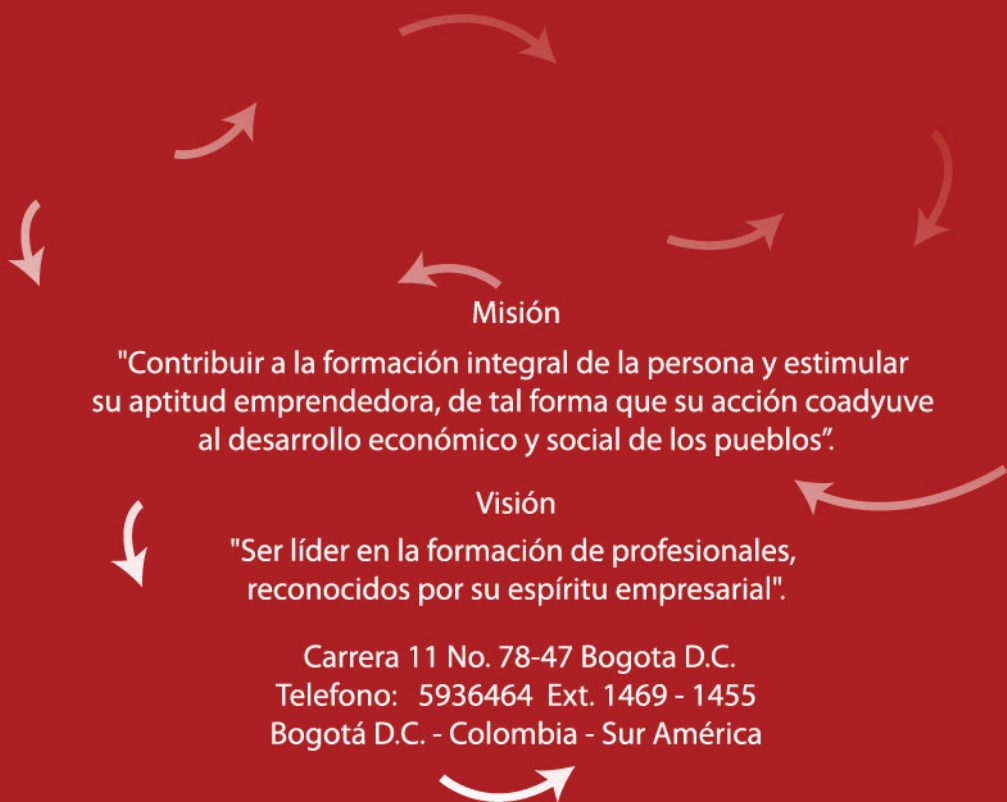 Misión
"Contribuir a la formación integral de la persona y estimular
su aptitud emprendedora, de tal forma que su acción coadyuve
al desarrollo económico y social de los pueblos”.
Visión
"Ser líder en la formación de profesionales,
reconocidos por su espíritu empresarial".
Carrera 11 No. 78-47 Bogota D.C.
Telefono: 5936464 Ext. 1469 - 1455
Bogotá D.C. - Colombia - Sur América